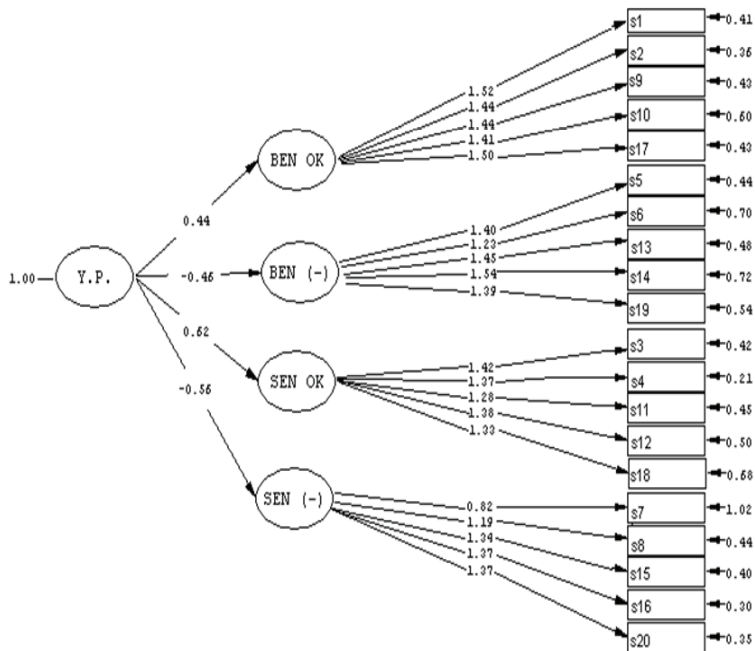 s1 0.41
s2 0.36
s9 0.43
s10 0.60
s17 0.43
1.52
1.44
1.44
1.41
1.50
BEN OK
0.44
s5 0.44
s6 0.70
s13 0.48
s14 0.72
s19 0.54
1.40
1.23
1.45
1.54
1.39
BEN (-)
-0.46
1.00
Y.P.
0.62
s3 0.42
s4 0.21
s11 0.45
s12 0.50
s18 0.68
1.42
1.37
1.28
1.38
1.33
SEN OK
-0.56
s7 1.02
s8 0.44
s15 0.40
s16 0.30
s20 0.35
0.82
1.19
1.34
1.37
1.37
SEN (-)